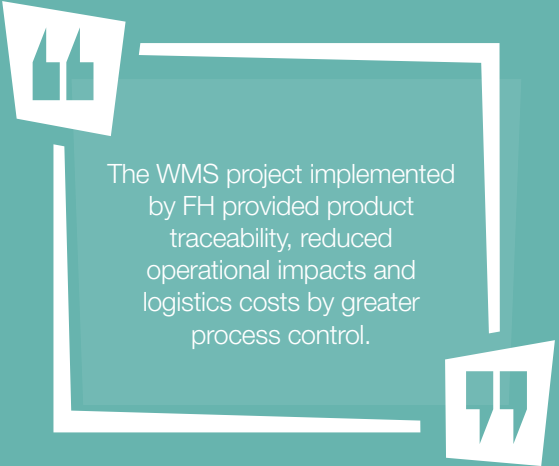 The WMS project implemented
by FH provided product
traceability, reduced
operational impacts and
logistics costs by greater
process control.